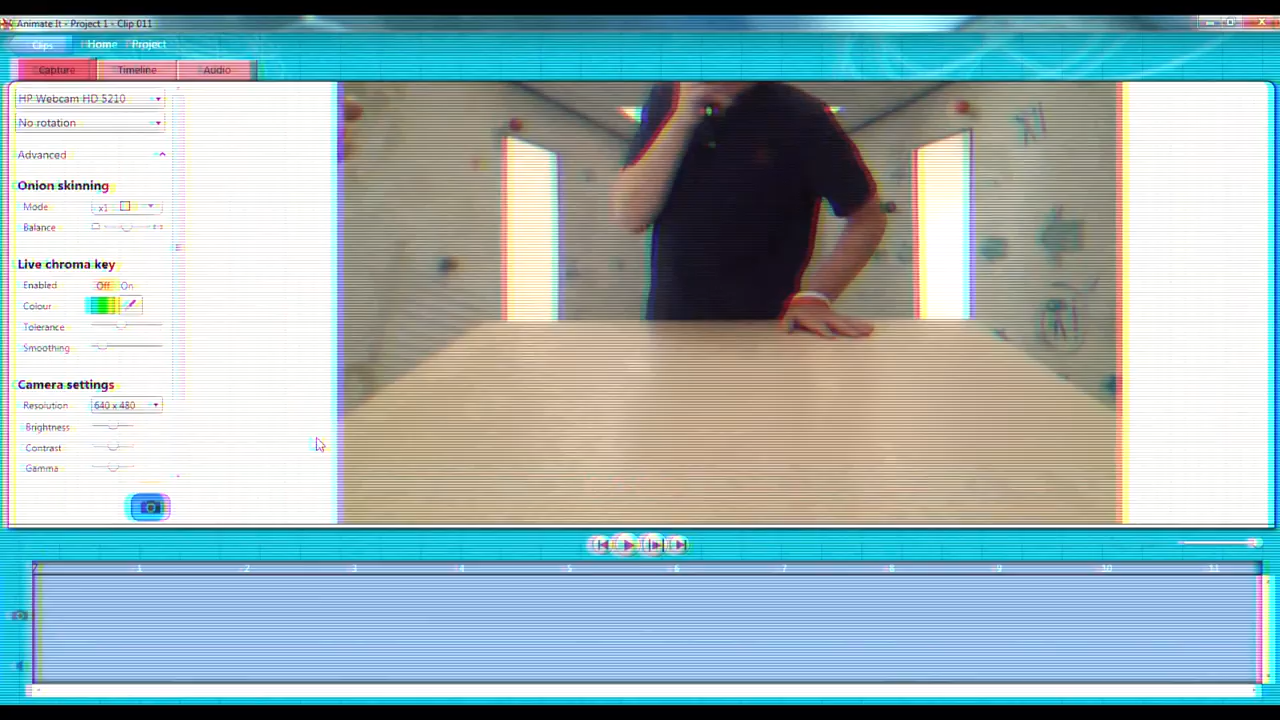 Animate It - Project 1 - Clip 011
Clips Home Project
Capture Timeline Audio
HP Webcam HD 5210
No rotation
Advanced
Onion skinning
Mode x1
Balance
Live chroma key
Enabled Off On
Colour
Tolerance
Smoothing
Camera settings
Resolution 640 x 480
Brightness
Contrast
Gamma
1 2 3 4 5 6 7 8 9 10 11